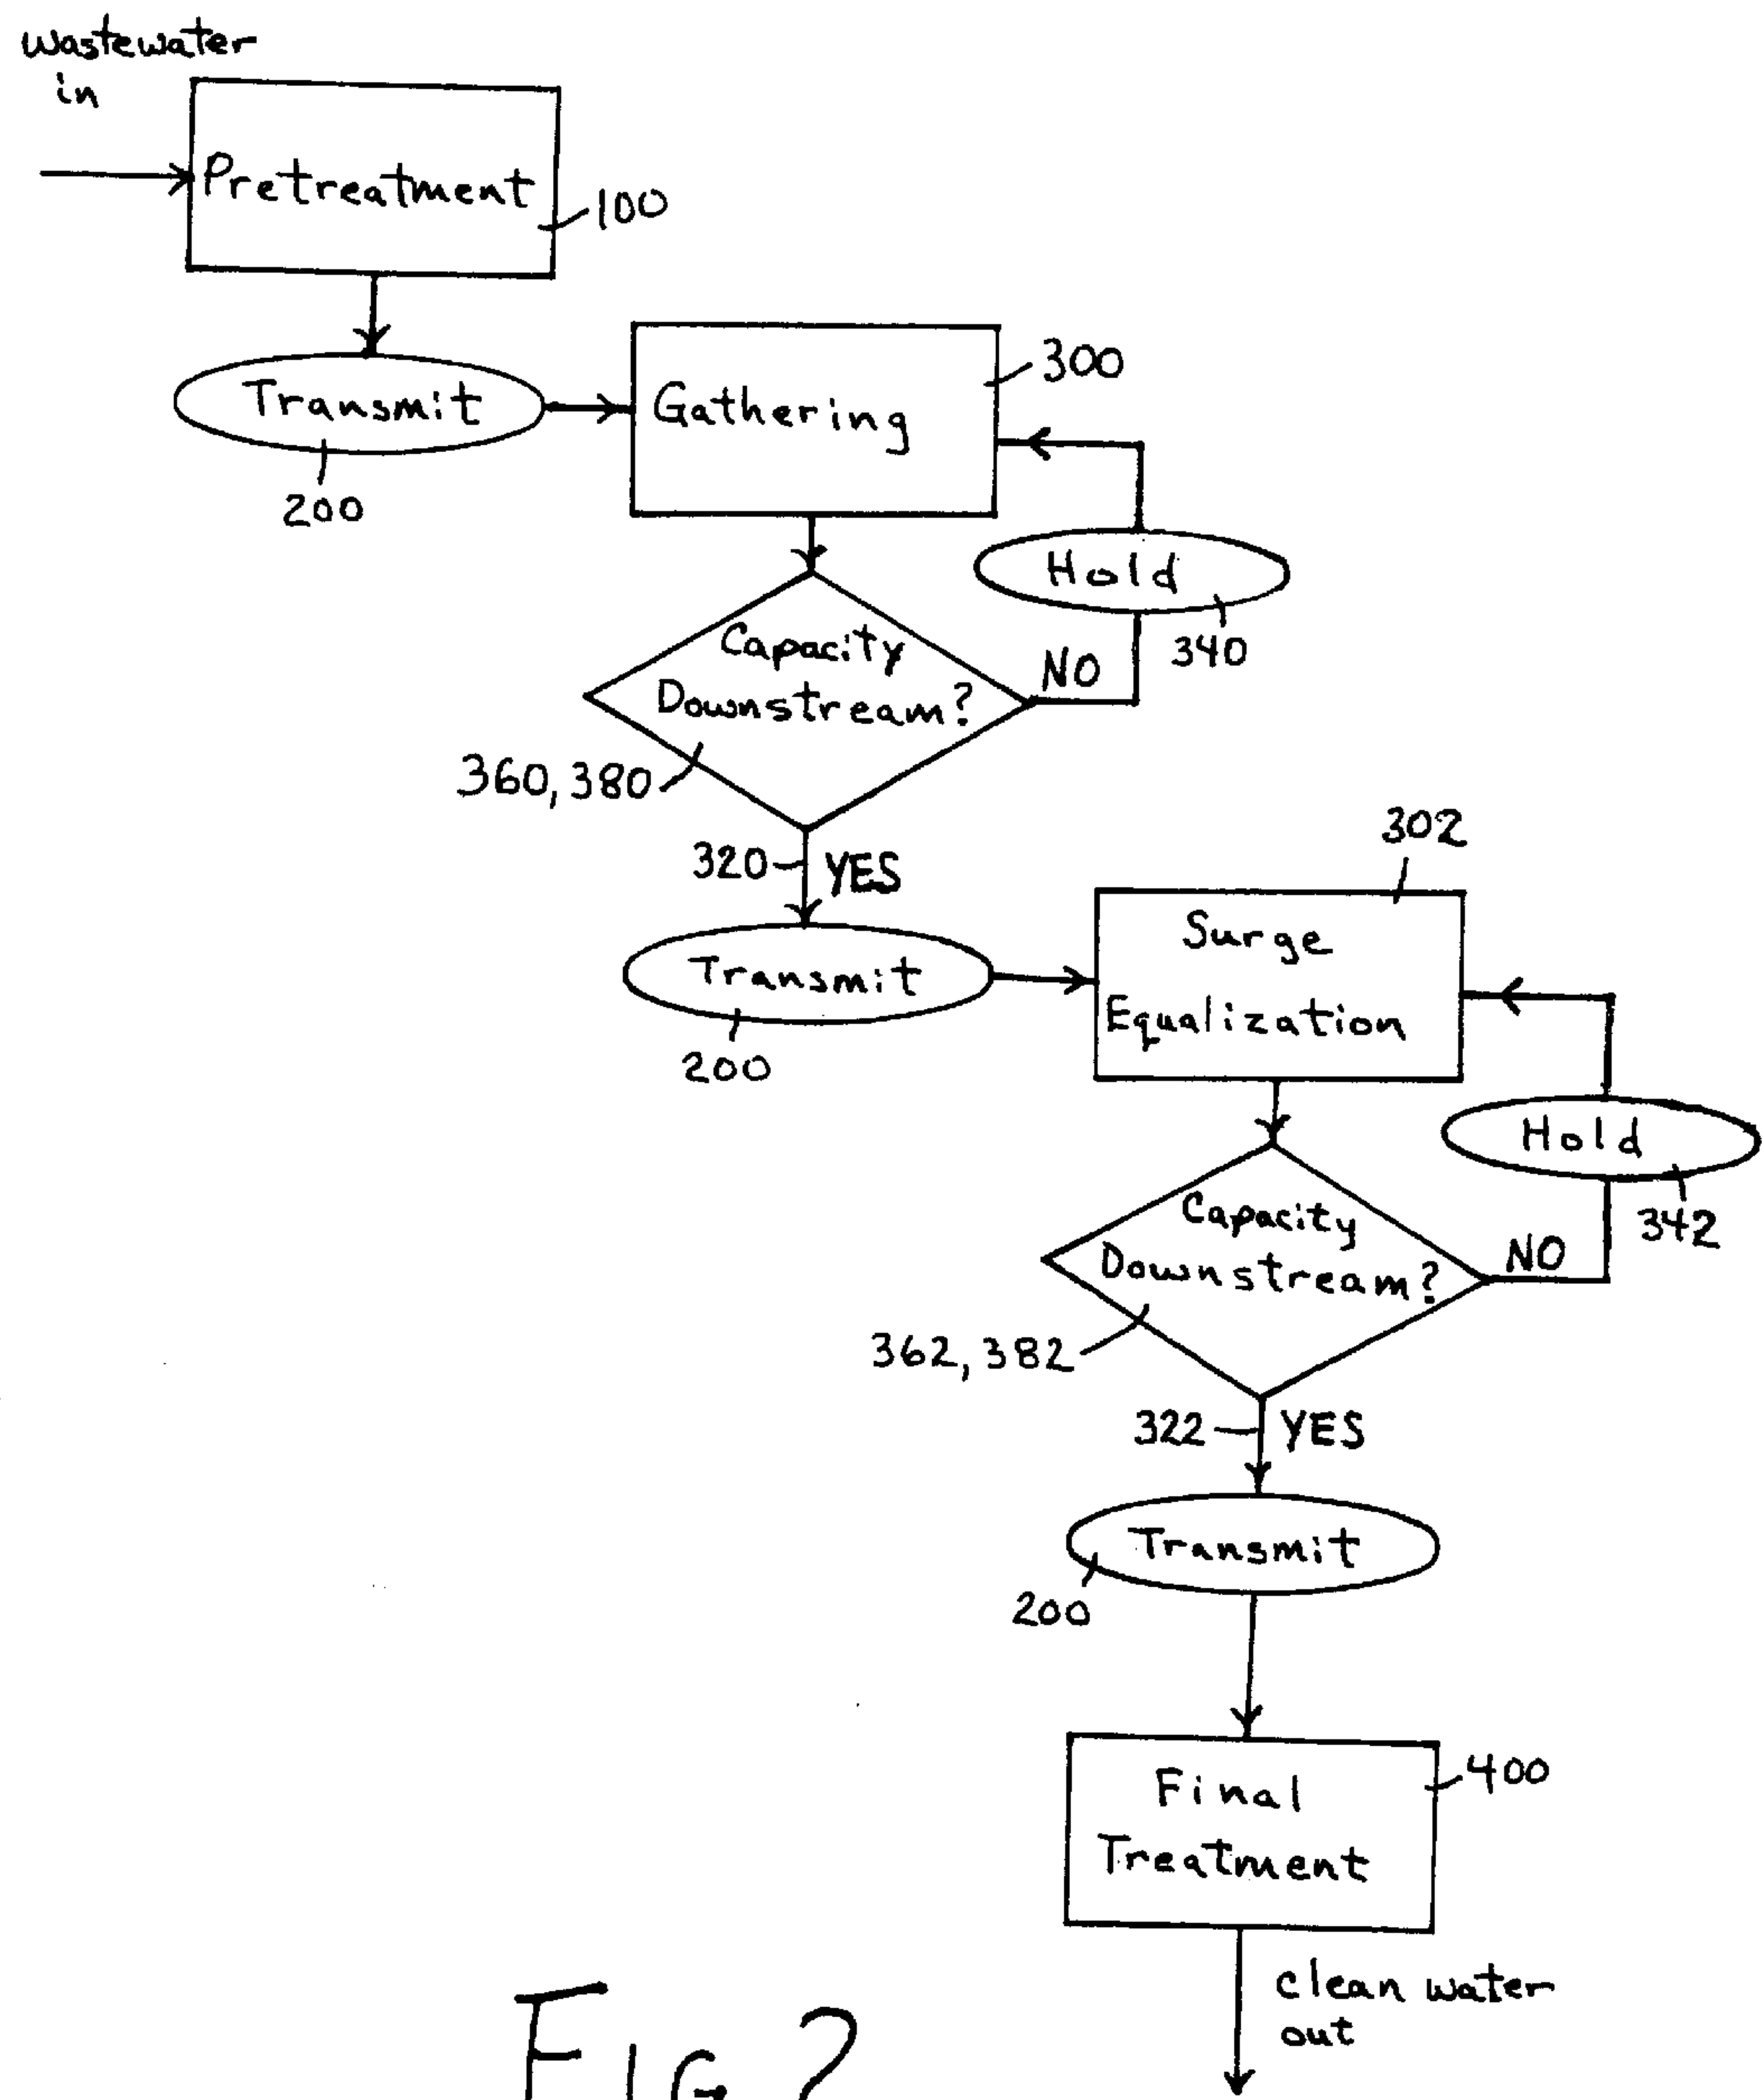 wastewater
in
Pretreatment
100
Transmit
200
Gathering
300
Hold
340
Capacity
Downstream?
NO
360, 380
320
YES
Transmit
200
302
Surge
Equalization
Hold
342
Capacity
Downstream?
NO
362, 382
322
YES
Transmit
200
Final
Treatment
400
clean water
out
FIG 2